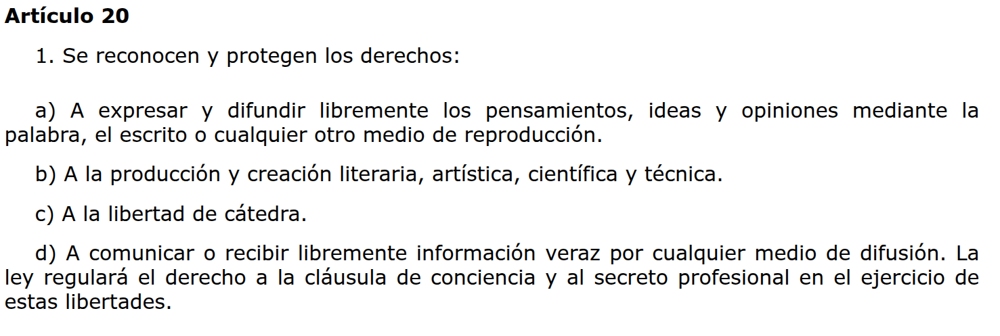 Artículo 20
1. Se reconocen y protegen los derechos:
a) A expresar y difundir libremente los pensamientos, ideas y opiniones mediante la
palabra, el escrito o cualquier otro medio de reproducción.
b) A la producción y creación literaria, artística, científica y técnica.
c) A la libertad de cátedra.
d) A comunicar o recibir libremente información veraz por cualquier medio de difusión. La
ley regulará el derecho a la cláusula de conciencia y al secreto profesional en el ejercicio de
estas libertades.